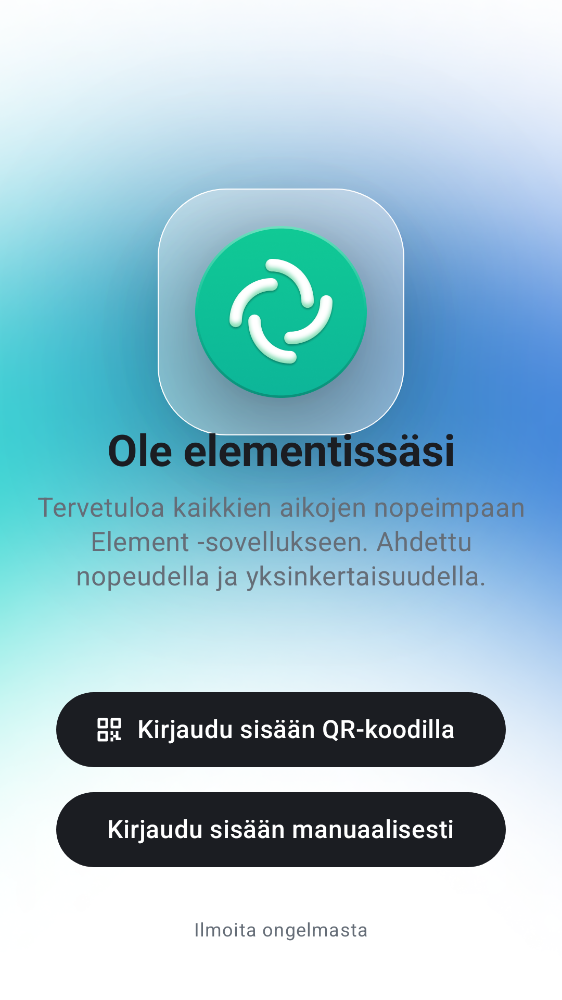 Ole elementissäsi
Tervetuloa kaikkien aikojen nopeimpaan
Element -sovellukseen. Ahdettu
nopeudella ja yksinkertaisuudella.
Kirjaudu sisään QR-koodilla
Kirjaudu sisään manuaalisesti
Ilmoita ongelmasta